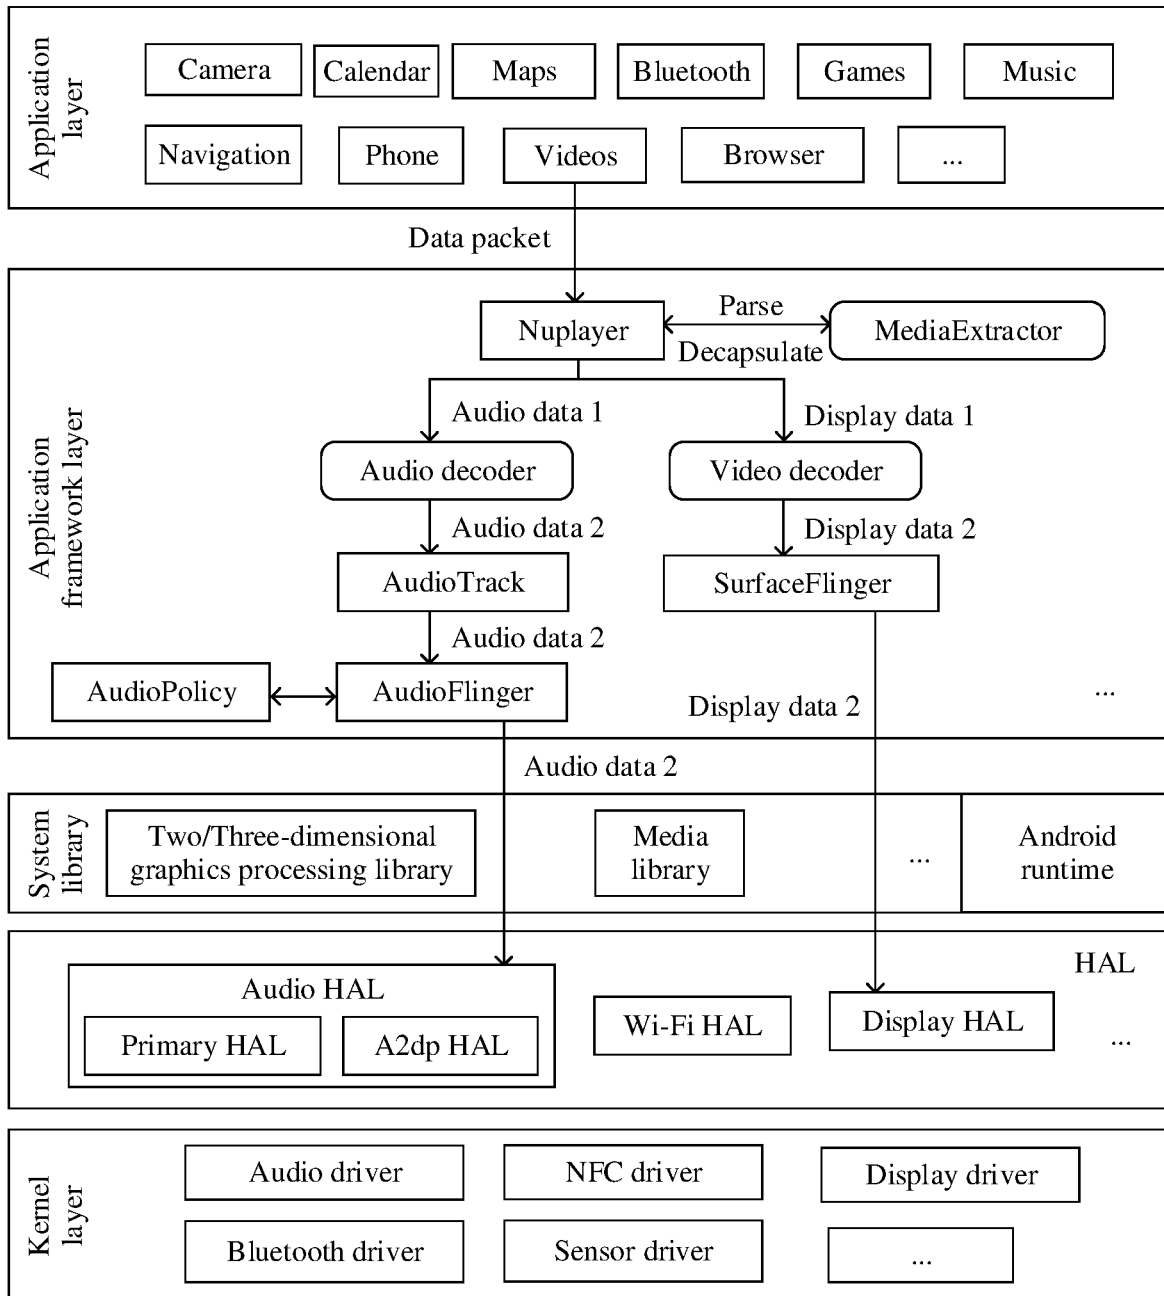 Application
layer
Camera
Calendar
Maps
Bluetooth
Games
Music
Navigation
Phone
Videos
Browser
...
Data packet
Application
framework layer
Nuplayer
Parse
Decapsulate
MediaExtractor
Audio data 1
Display data 1
Audio decoder
Video decoder
Audio data 2
Display data 2
AudioTrack
SurfaceFlinger
Audio data 2
AudioPolicy
AudioFlinger
Display data 2
...
Audio data 2
System
library
Two/Three-dimensional
graphics processing library
Media
library
...
Android
runtime
HAL
Audio HAL
Primary HAL
A2dp HAL
Wi-Fi HAL
Display HAL
...
Kernel
layer
Audio driver
NFC driver
Display driver
Bluetooth driver
Sensor driver
...